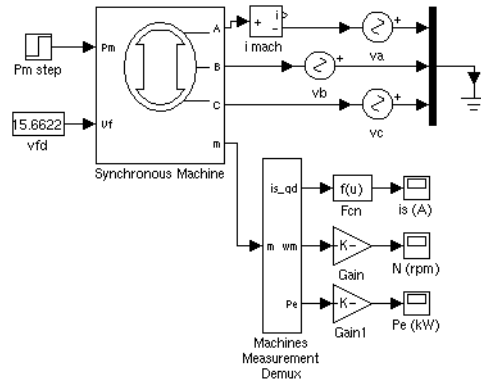 Pm step
15.6622
vfd
Pm
Vf
A
B
C
m
Synchronous Machine
+
i
-
i mach
+
va
+
vb
+
vc
m
is_qd
wm
Pe
Machines
Measurement
Demux
f(u)
Fcn
is (A)
-K-
Gain
N (rpm)
-K-
Gain1
Pe (kW)